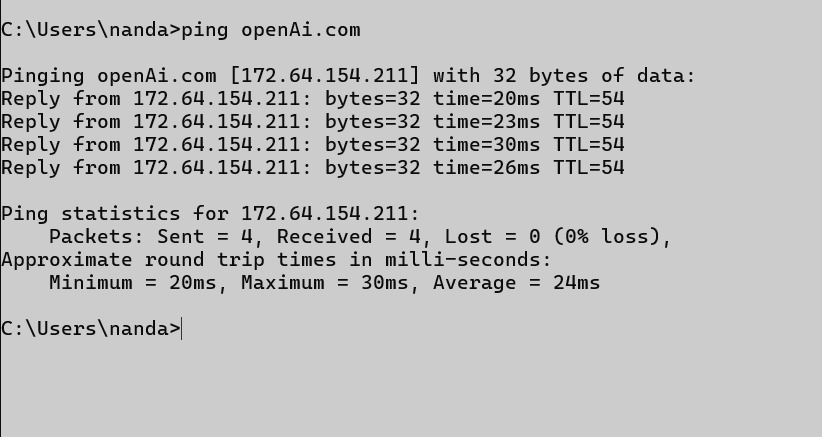 C:\Users\nanda>ping openAi.com
Pinging openAi.com [172.64.154.211] with 32 bytes of data:
Reply from 172.64.154.211: bytes=32 time=20ms TTL=54
Reply from 172.64.154.211: bytes=32 time=23ms TTL=54
Reply from 172.64.154.211: bytes=32 time=30ms TTL=54
Reply from 172.64.154.211: bytes=32 time=26ms TTL=54
Ping statistics for 172.64.154.211:
    Packets: Sent = 4, Received = 4, Lost = 0 (0% loss),
Approximate round trip times in milli-seconds:
    Minimum = 20ms, Maximum = 30ms, Average = 24ms
C:\Users\nanda>